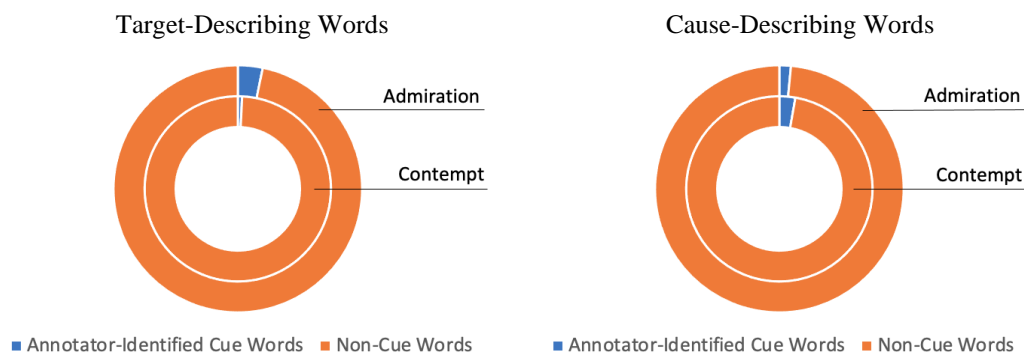 Target-Describing Words
Admiration
Contempt
Annotator-Identified Cue Words Non-Cue Words
Cause-Describing Words
Admiration
Contempt
Annotator-Identified Cue Words Non-Cue Words